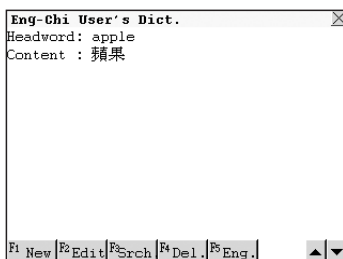 Eng-Chi User's Dict.
Headword: apple
Content : 蘋果
F1 New F2 Edit F3 Srch F4 Del. F5 Eng.